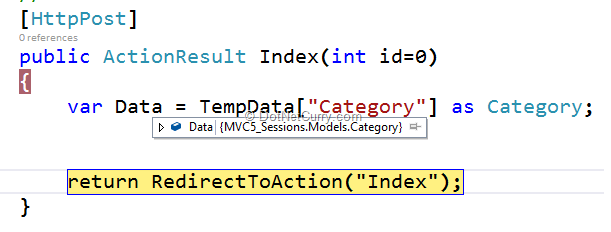 [HttpPost]
0 references
public ActionResult Index(int id=0)
{
var Data = TempData["Category"] as Category;
© DotNetCurry.com
Data {MVC5_Sessions.Models.Category}
return RedirectToAction("Index");
}